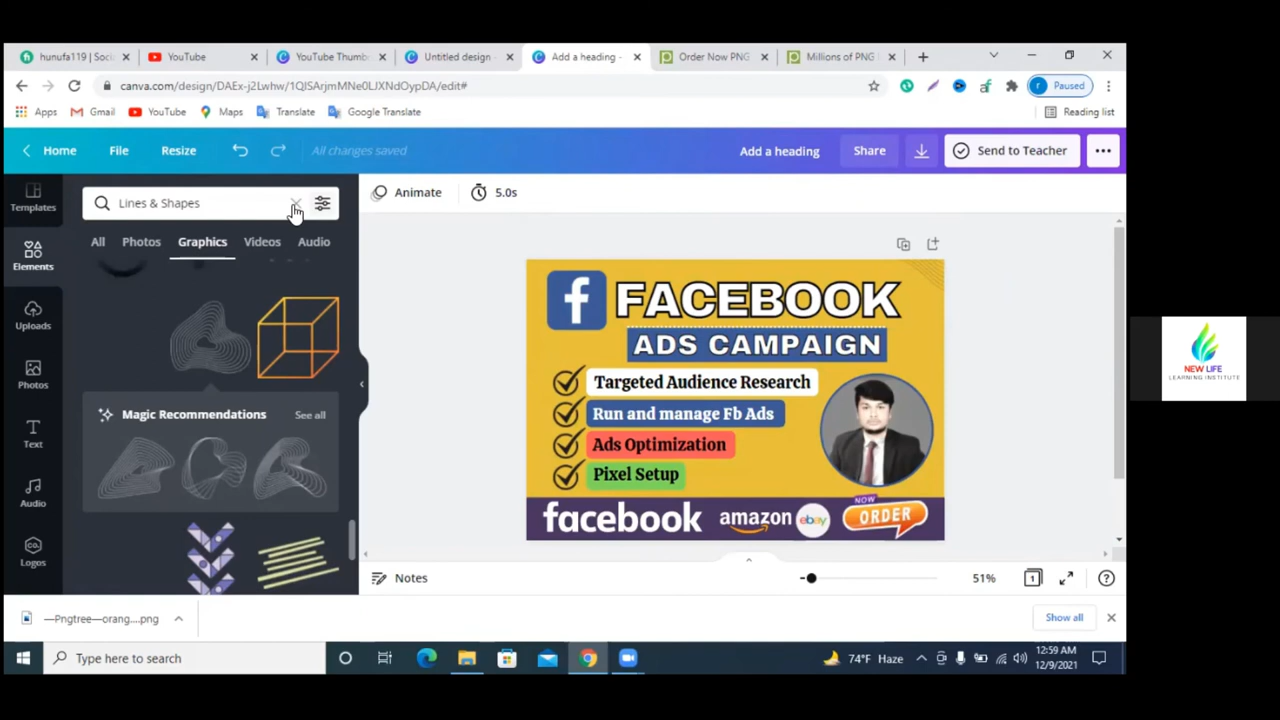 hunufa119 | Soci
YouTube
YouTube Thumb
Untitled design -
Add a heading -
Order Now PNG
Millions of PNG
canva.com/design/DAEx-j2Lwhw/1QlSArjmMNe0LJXNdOypDA/edit#
Paused
Apps
Gmail
YouTube
Maps
Translate
Google Translate
Reading list
Home
File
Resize
All changes saved
Add a heading
Share
Send to Teacher
Templates
Elements
Uploads
Photos
Text
Audio
Logos
Lines & Shapes
All
Photos
Graphics
Videos
Audio
Magic Recommendations
See all
Animate
5.0s
f FACEBOOK
ADS CAMPAIGN
Targeted Audience Research
Run and manage Fb Ads
Ads Optimization
Pixel Setup
facebook
amazon
ebay
NOW
ORDER
Notes
51%
1
NEW LIFE
LEARNING INSTITUTE
—Pngtree—orang....png
Show all
Type here to search
74°F Haze
12:59 AM
12/9/2021